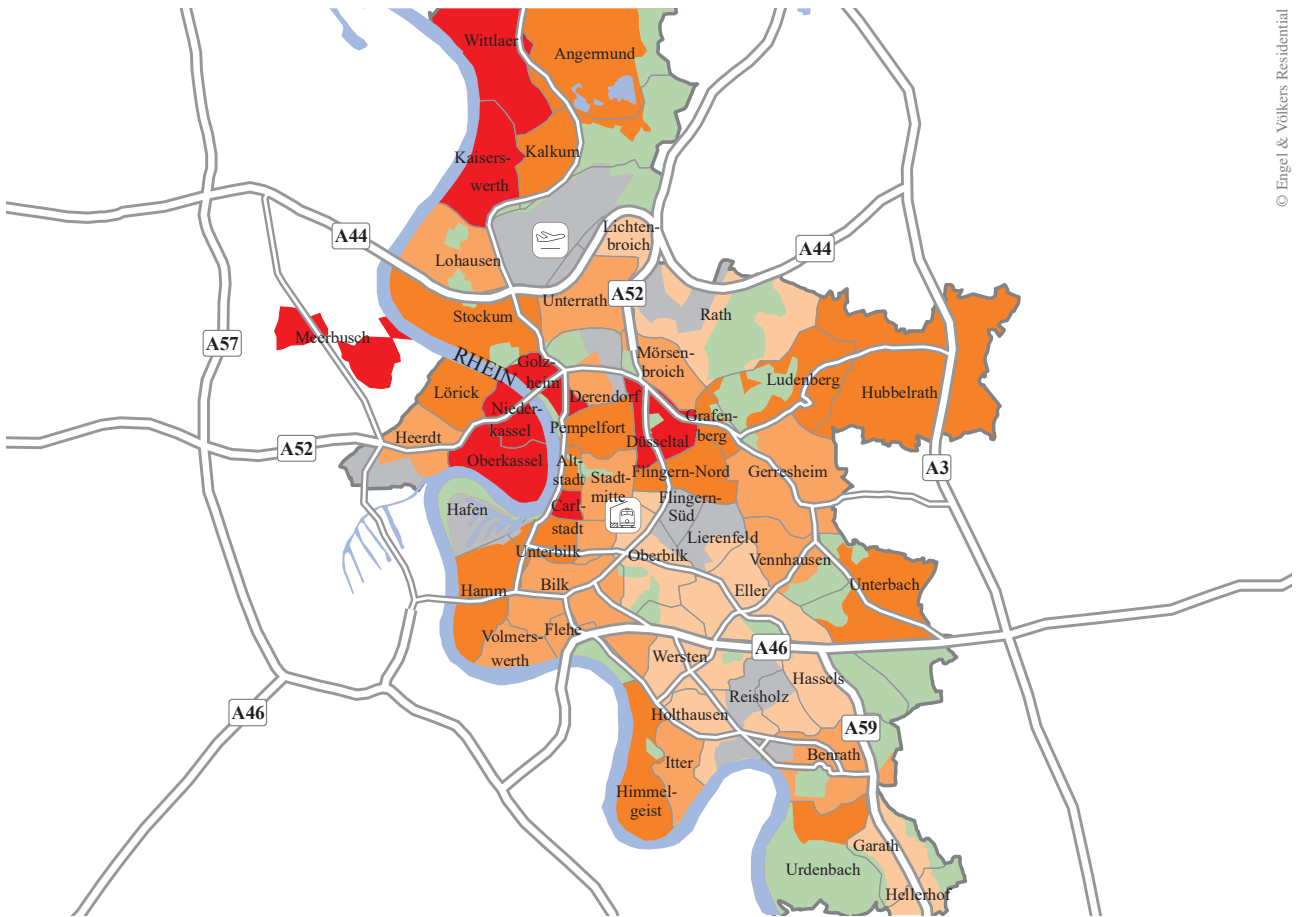 © Engel & Völkers Residential
Wittlaer
Angermund
Kaisers-
werth
Kalkum
A44
Lohausen
Lichten-
broich
A44
Unterrath
A52
Rath
Stockum
A57
Meerbusch
RHEIN
Golz-
heim
Mörsen-
broich
Ludenberg
Hubbelrath
Lörick
Nieder-
kassel
Derendorf
Grafen-
berg
Heerdt
A52
Pempelfort
Düsseltal
Oberkassel
Alt-
stadt
Stadt-
mitte
Flingern-Nord
Gerresheim
A3
Hafen
Carl-
stadt
Flingern-
Süd
Lierenfeld
Unterbilk
Oberbilk
Vennhausen
Hamm
Bilk
Eller
Unterbach
Volmers-
werth
Flehe
Wersten
A46
Hassels
A46
Reisholz
Holthausen
A59
Itter
Benrath
Himmel-
geist
Garath
Urdenbach
Hellerhof